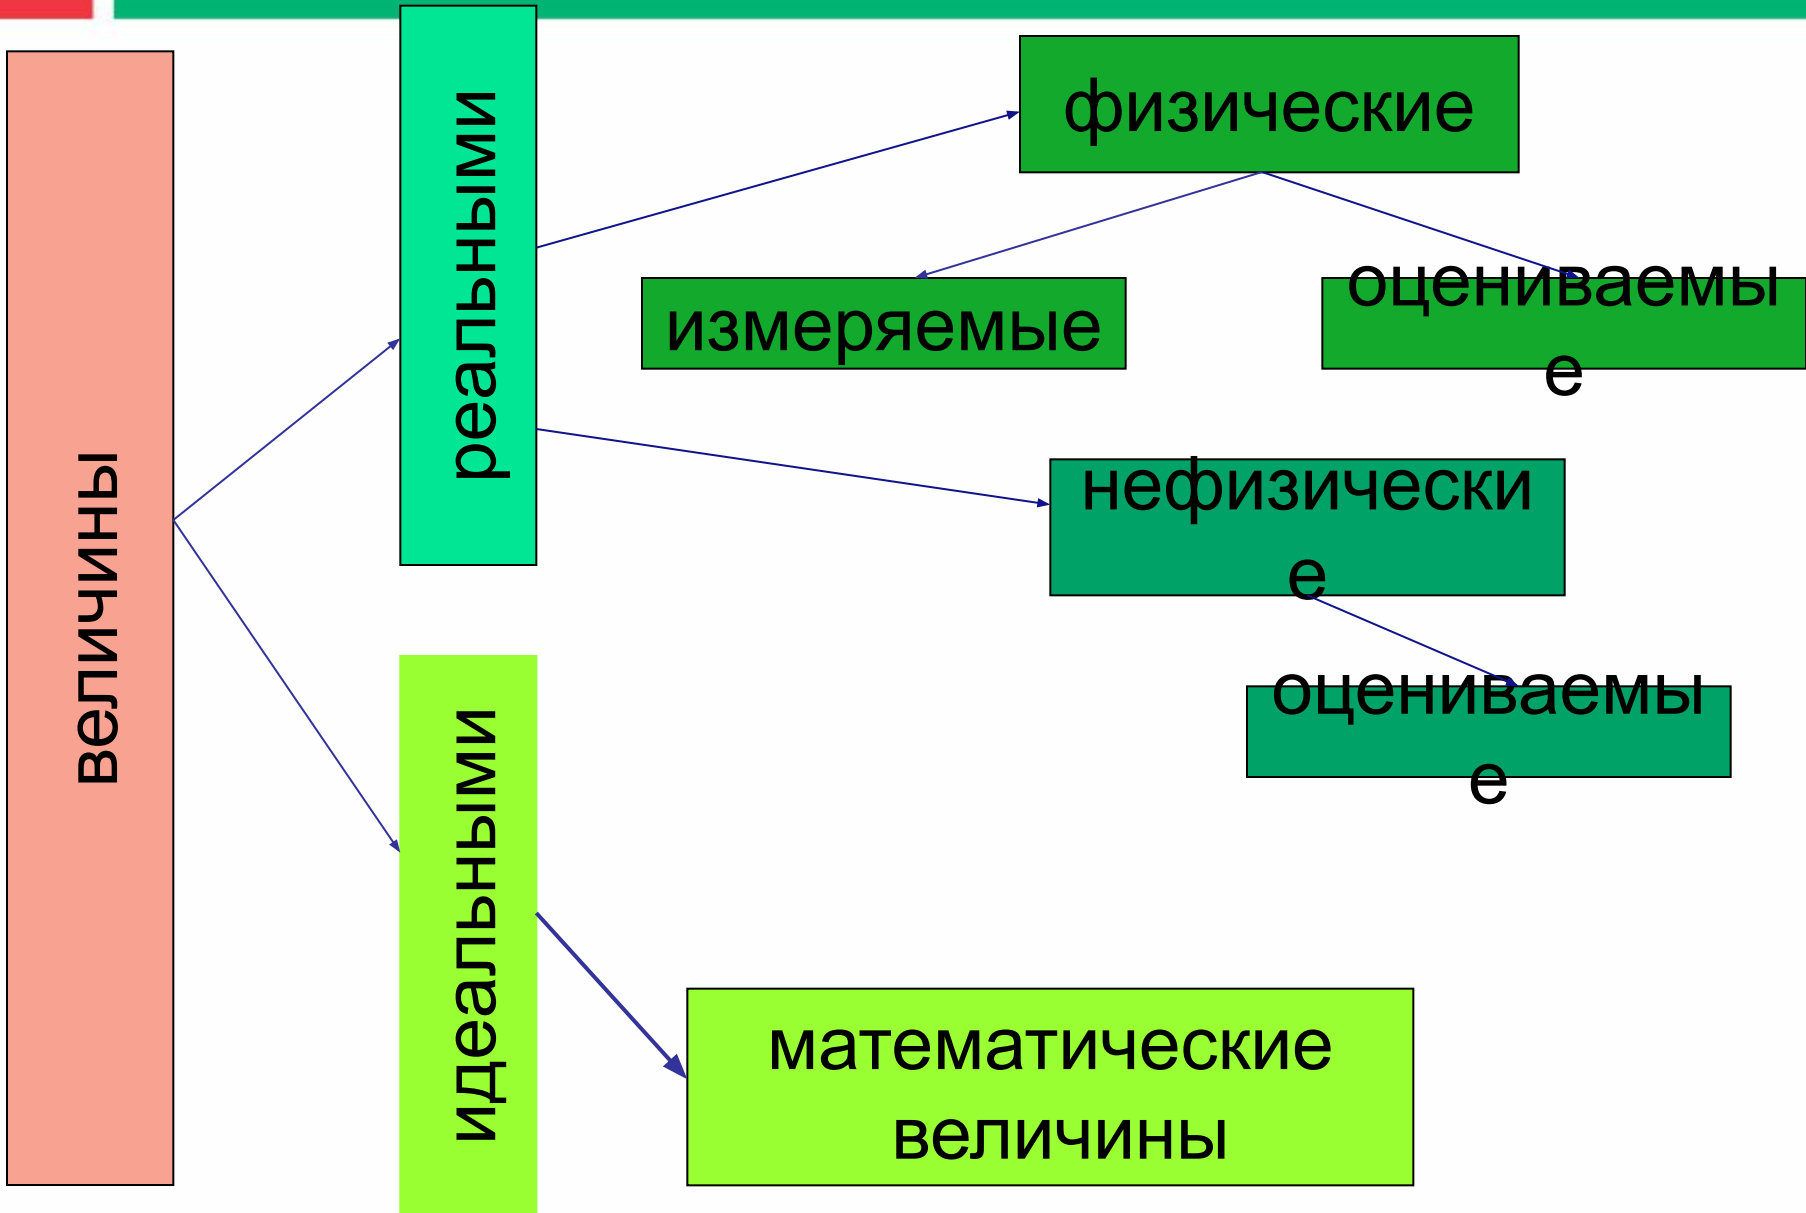 величины
реальными
физические
измеряемые
оцениваемы
е
нефизически
е
оцениваемы
е
идеальными
математические
величины